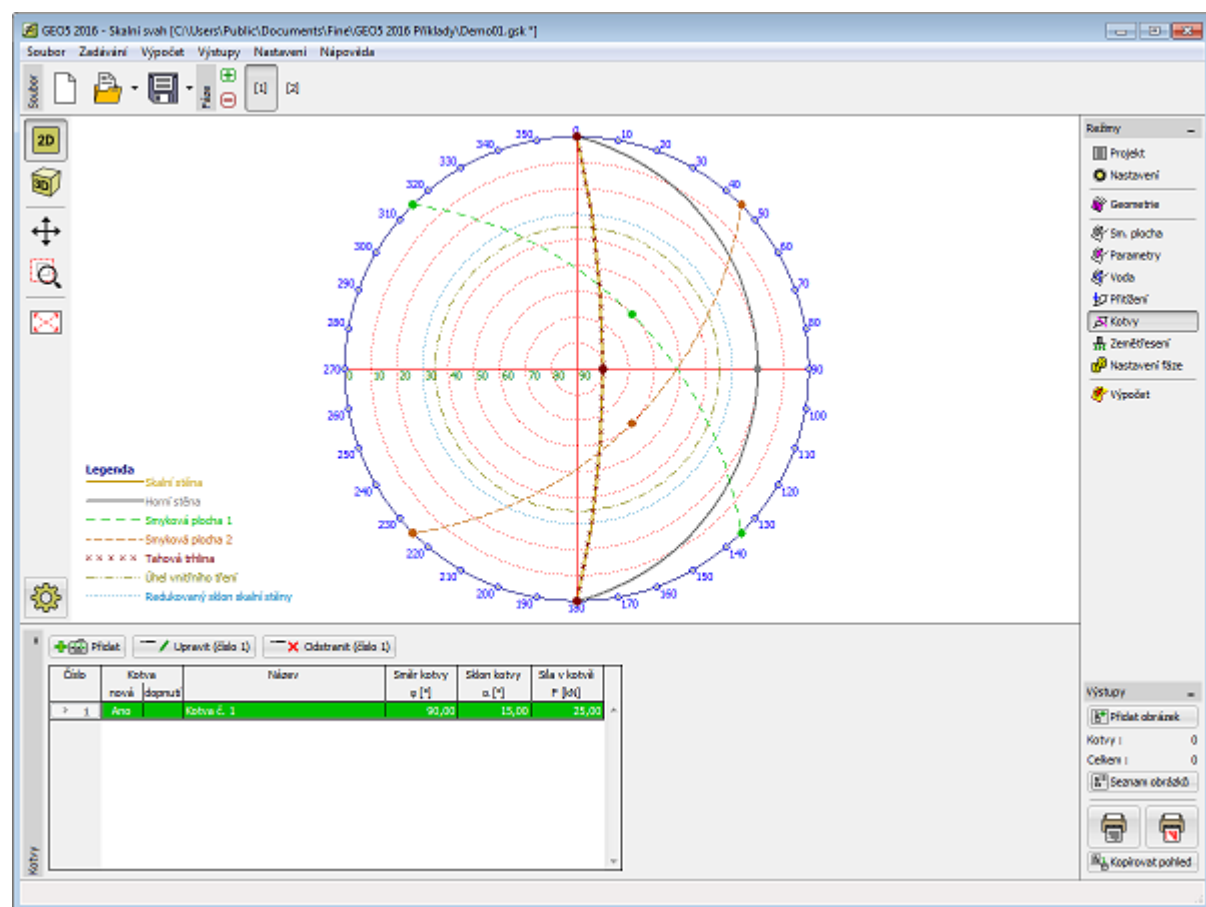 GEO5 2016 - Skalní svah [C:\Users\Public\Documents\Fine\GEO5 2016 Příklady\Demo01.gsk *]
Soubor Zadávání Výpočet Výstupy Nastavení Nápověda
Soubor
Fáze
[1] [2]
2D
3D
0
10
20
30
40
50
60
70
80
90
100
110
120
130
140
150
160
170
180
190
200
210
220
230
240
250
260
270
280
290
300
310
320
330
340
350
0 10 20 30 40 50 60 70 80 90
Legenda
Skalní stěna
Horní stěna
Smyková plocha 1
Smyková plocha 2
Tahová trhlina
Úhel vnitřního tření
Redukovaný sklon skalní stěny
Režimy
Projekt
Nastavení
Geometrie
Sm. plocha
Parametry
Voda
Přitížení
Kotvy
Zemětřesení
Nastavení fáze
Výpočet
Přidat
Upravit (číslo 1)
Odstranit (číslo 1)
Číslo Kotva Název Směr kotvy Sklon kotvy Síla v kotvě
nová dopnutí φ [°] α [°] F [kN]
1 Ano Kotva č. 1 90,00 15,00 25,00
Kotvy
Výstupy
Přidat obrázek
Kotvy : 0
Celkem : 0
Seznam obrázků
Kopírovat pohled